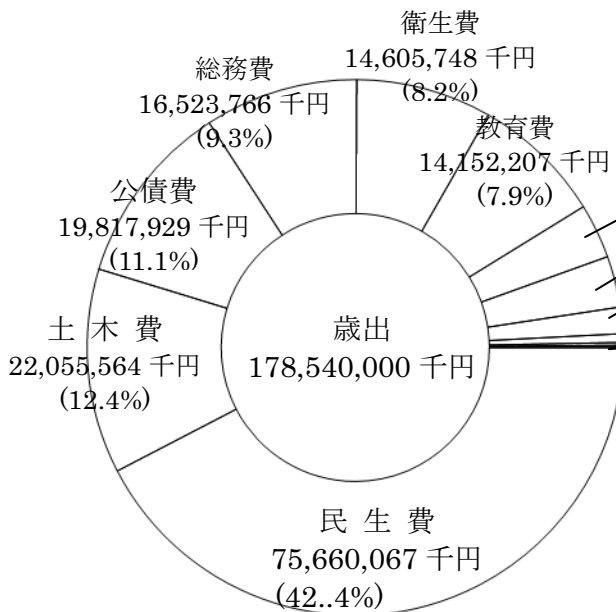 衛生費
14,605,748 千円
(8.2%)
総務費
16,523,766 千円
(9.3%)
教育費
14,152,207 千円
(7.9%)
公債費
19,817,929 千円
(11.1%)
土 木 費
22,055,564 千円
(12.4%)
歳出
178,540,000 千円
民 生 費
75,660,067 千円
(42..4%)